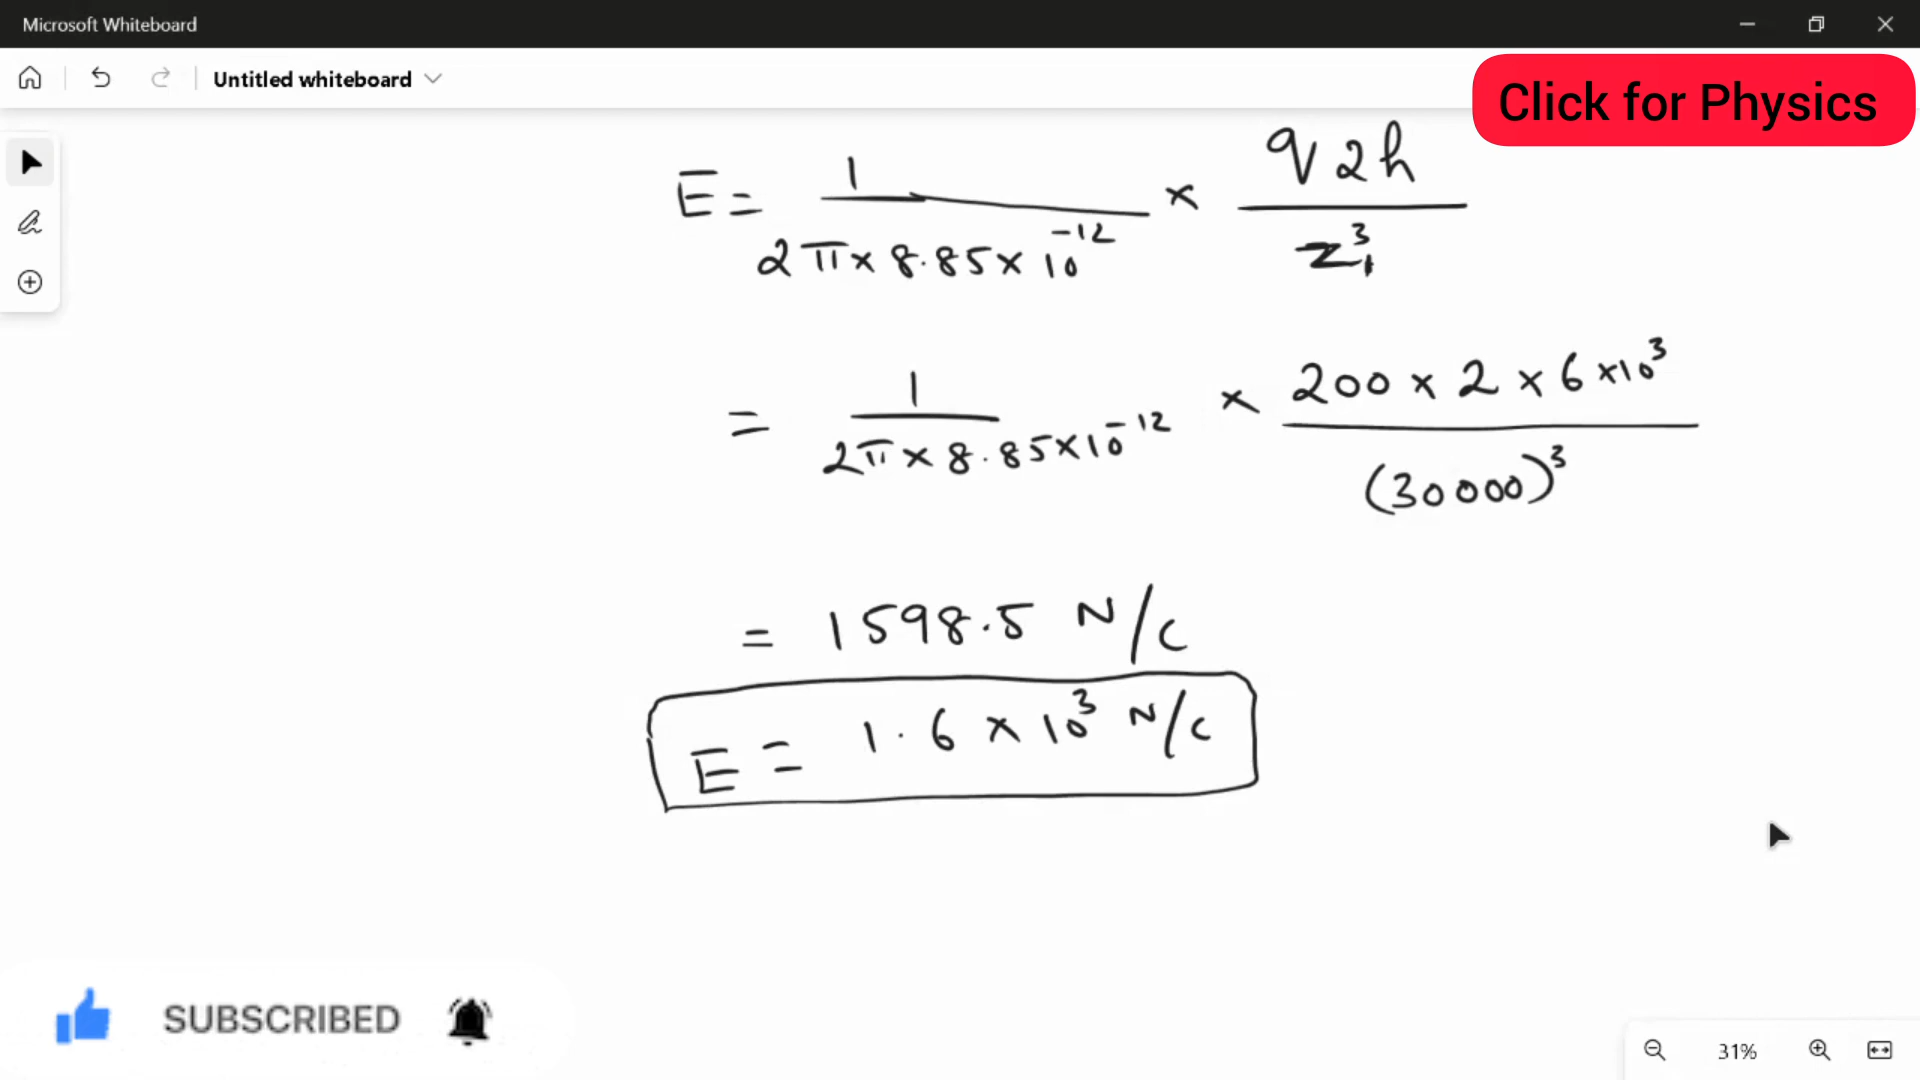 Microsoft Whiteboard
Untitled whiteboard
Click for Physics
E = 1 / 2π × 8.85 × 10⁻¹² × q 2h / z₁³
= 1 / 2π × 8.85 × 10⁻¹² × 200 × 2 × 6 × 10³ / (30000)³
= 1598.5 N/C
E = 1.6 × 10³ N/C
SUBSCRIBED
31%